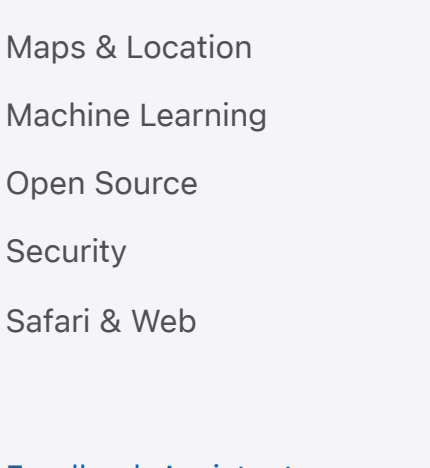 Maps & Location
Machine Learning
Open Source
Security
Safari & Web